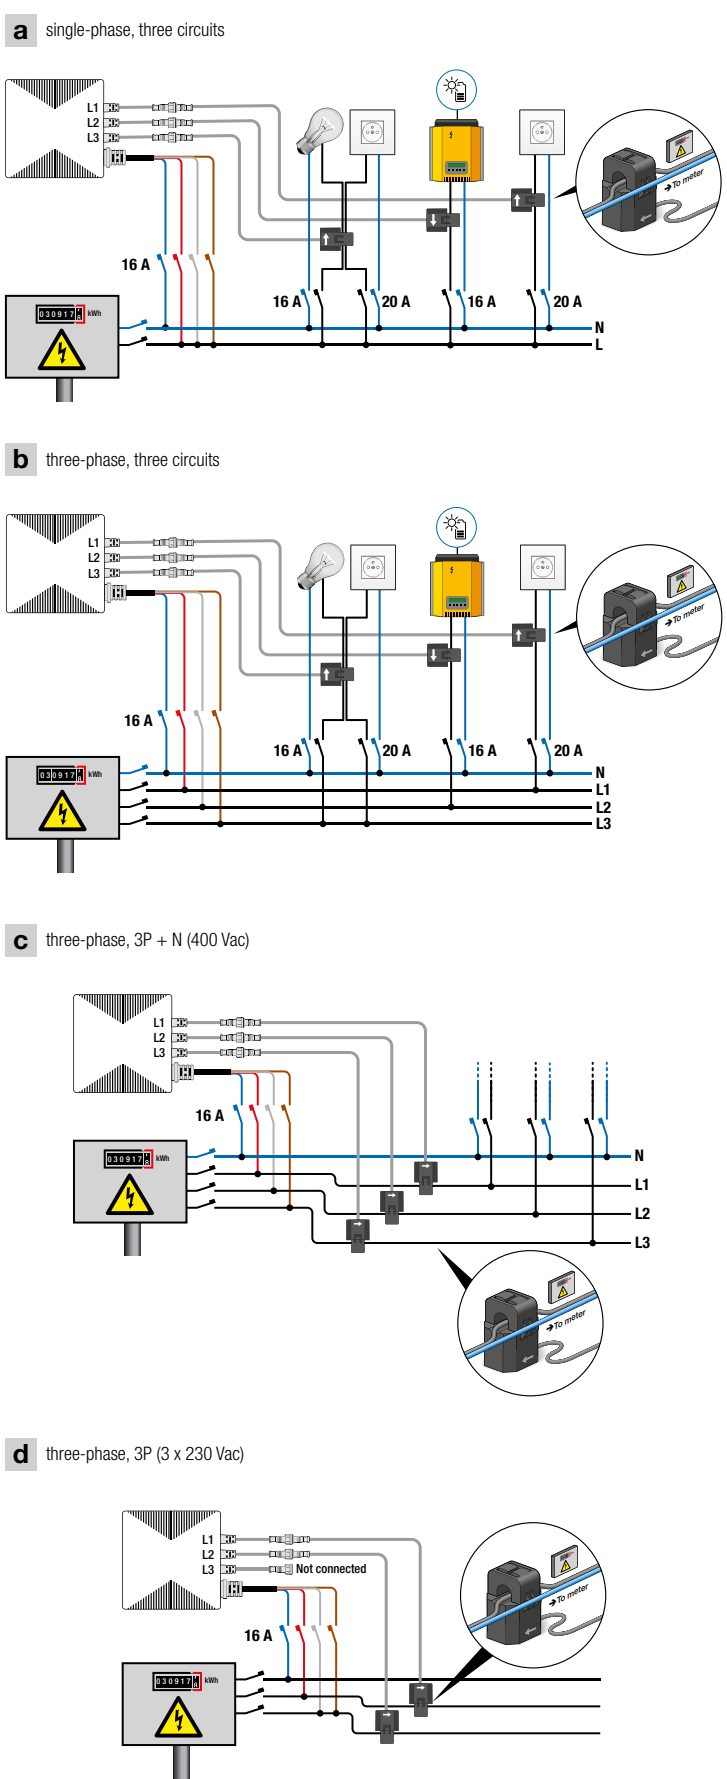 a single-phase, three circuits
L1
L2
L3
→To meter
16 A
16 A
20 A
16 A
20 A
030917 kWh
N
L
b three-phase, three circuits
L1
L2
L3
→To meter
16 A
16 A
20 A
16 A
20 A
030917 kWh
N
L1
L2
L3
c three-phase, 3P + N (400 Vac)
L1
L2
L3
16 A
030917 kWh
N
L1
L2
L3
→To meter
d three-phase, 3P (3 x 230 Vac)
L1
L2
L3 Not connected
→To meter
16 A
030917 kWh